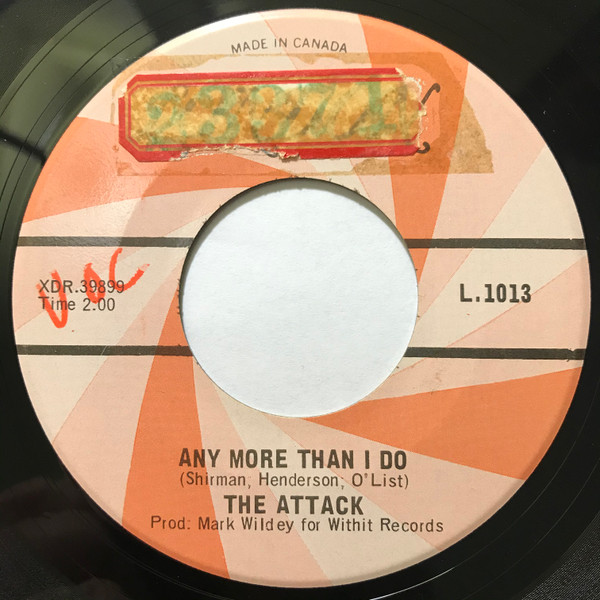 MADE IN CANADA
XDR.39899
Time 2.00
L.1013
ANY MORE THAN I DO
(Shirman, Henderson, O'List)
THE ATTACK
Prod: Mark Wildey for Withit Records